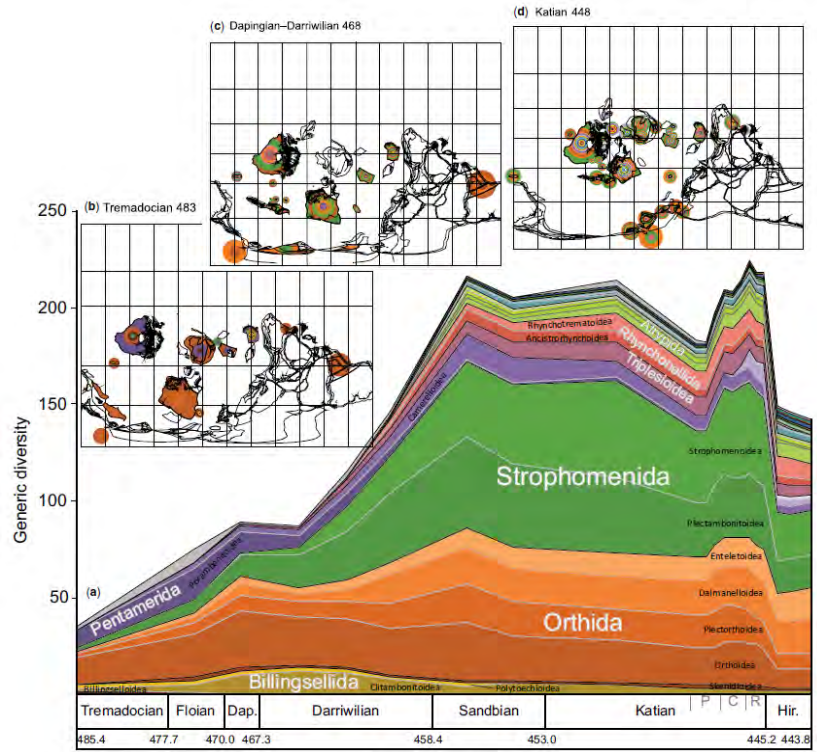 (c) Dapingian–Darriwilian 468
(d) Katian 448
(b) Tremadocian 483
250
200
150
100
50
Generic diversity
(a)
Atrypida
Rhynchotrematoidea
Rhynchonellida
Ancistrorhynchoidea
Triplesioidea
Camerelloidea
Strophomenoidea
Strophomenida
Plectambonitoidea
Porambonitoidea
Pentamerida
Enteletoidea
Dalmanelloidea
Orthida
Plectorthoidea
Orthoidea
Billingsellida
Billingselloidea
Clitambonitoidea
Polytoechioidea
Skenidioidea
P C R
Tremadocian Floian Dap. Darriwilian Sandbian Katian Hir.
485.4 477.7 470.0 467.3 458.4 453.0 445.2 443.8